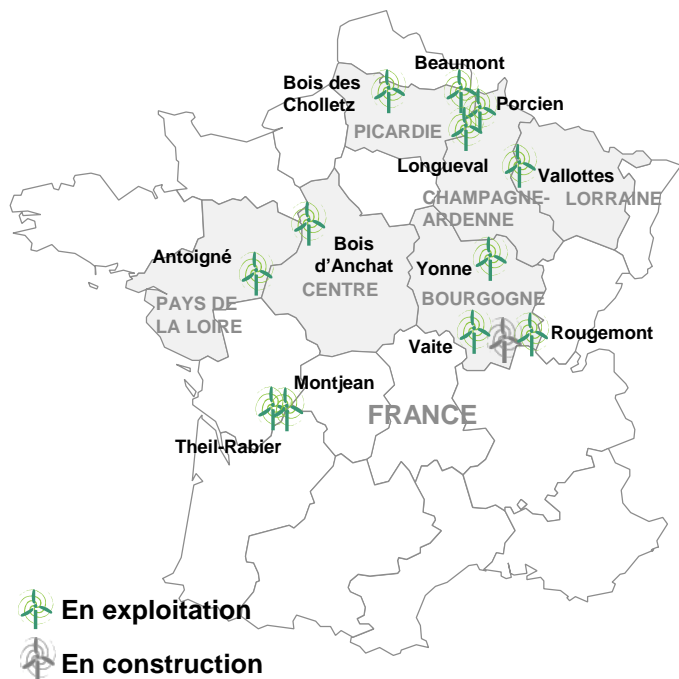 Beaumont
Bois des
Cholletz
Porcien
PICARDIE
Longueval
Vallottes
CHAMPAGNE-
ARDENNE
LORRAINE
Antoigné
Bois
d’Anchat
CENTRE
Yonne
BOURGOGNE
PAYS DE
LA LOIRE
Vaite
Rougemont
Montjean
FRANCE
Theil-Rabier
En exploitation
En construction